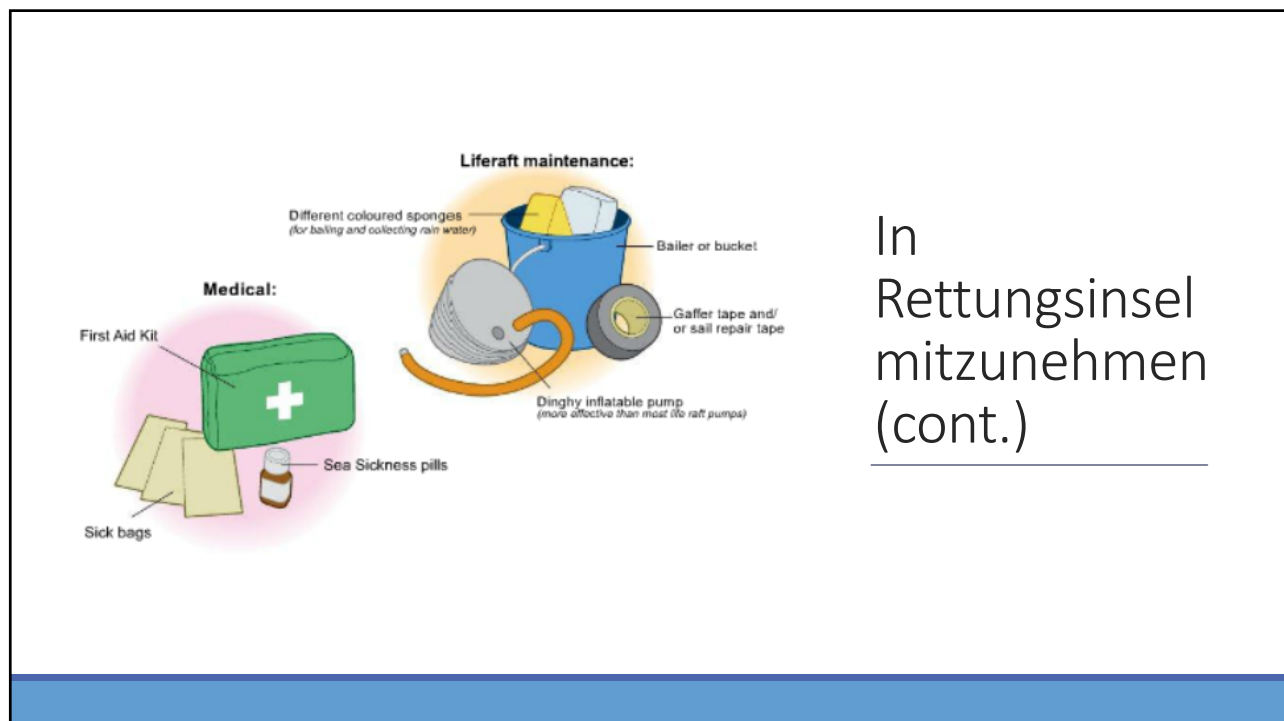 Liferaft maintenance:
Different coloured sponges
(for bailing and collecting rain water)
Bailer or bucket
Gaffer tape and/
or sail repair tape
Dinghy inflatable pump
(more effective than most life raft pumps)
Medical:
First Aid Kit
Sea Sickness pills
Sick bags
In
Rettungsinsel
mitzunehmen
(cont.)